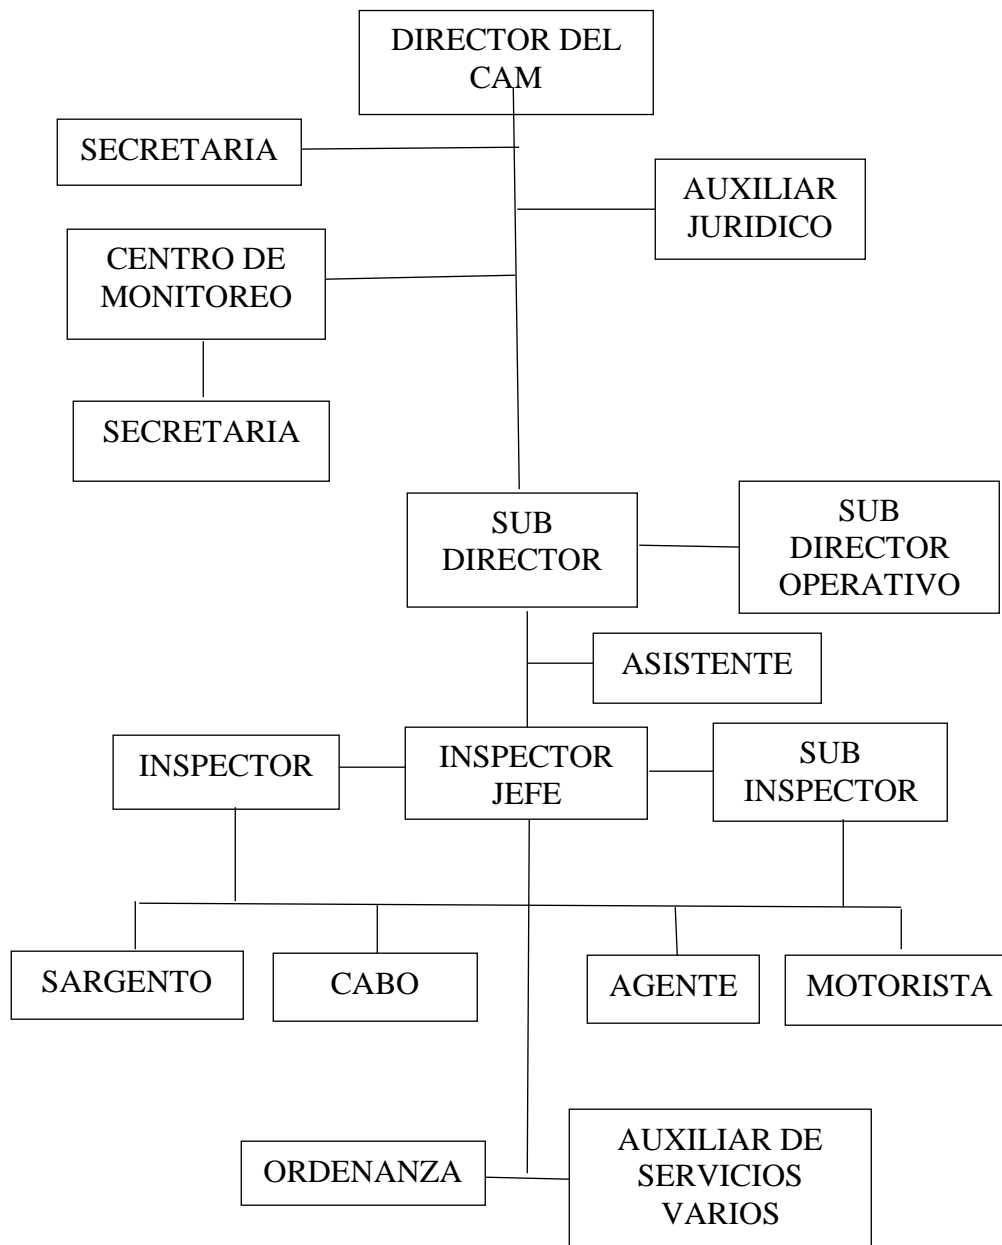 DIRECTOR DEL
CAM
SECRETARIA
AUXILIAR
JURIDICO
CENTRO DE
MONITOREO
SECRETARIA
SUB
DIRECTOR
SUB
DIRECTOR
OPERATIVO
ASISTENTE
INSPECTOR
INSPECTOR
JEFE
SUB
INSPECTOR
SARGENTO
CABO
AGENTE
MOTORISTA
ORDENANZA
AUXILIAR DE
SERVICIOS
VARIOS